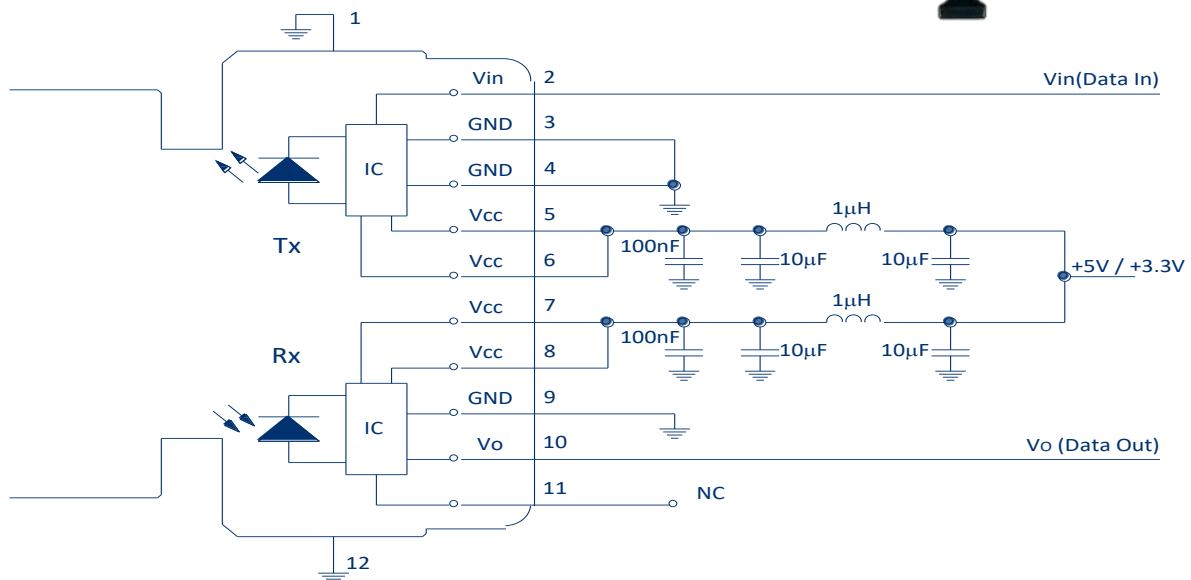 1
Vin 2 Vin(Data In)
GND 3
IC
GND 4
1μH
Vcc 5
Tx
100nF 10μF 10μF
Vcc 6
+5V / +3.3V
Vcc 7
1μH
Rx
100nF 10μF 10μF
Vcc 8
GND 9
IC
Vo 10 Vo (Data Out)
11 NC
12